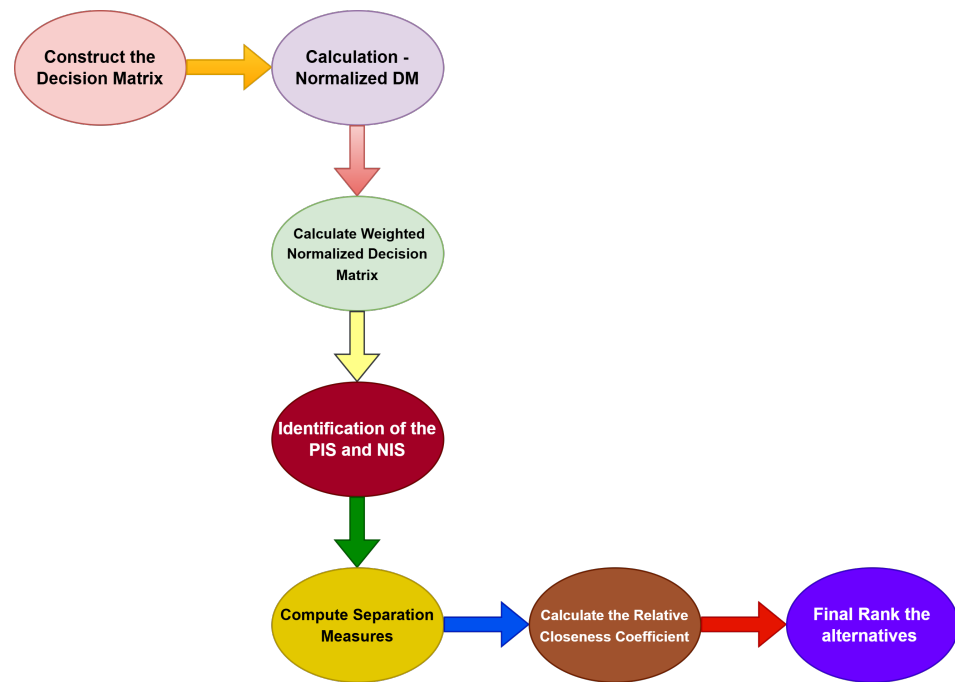 Construct the
Decision Matrix
Calculation -
Normalized DM
Calculate Weighted
Normalized Decision
Matrix
Identification of the
PIS and NIS
Compute Separation
Measures
Calculate the Relative
Closeness Coefficient
Final Rank the
alternatives